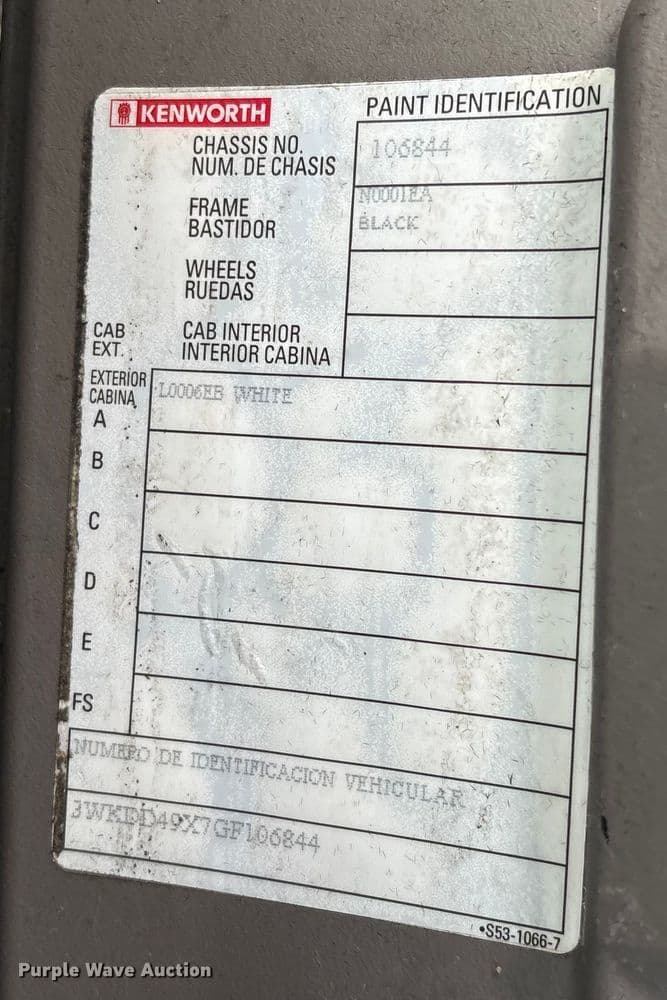 KENWORTH
PAINT IDENTIFICATION
CHASSIS NO.
NUM. DE CHASIS
106844
FRAME
BASTIDOR
N0001EA
BLACK
WHEELS
RUEDAS
CAB INTERIOR
INTERIOR CABINA
CAB
EXT.
EXTERIOR
CABINA
A
L0006EB WHITE
B
C
D
E
FS
NUMERO DE IDENTIFICACION VEHICULAR
3WKDD49X7GF106844
•S53-1066-7
Purple Wave Auction